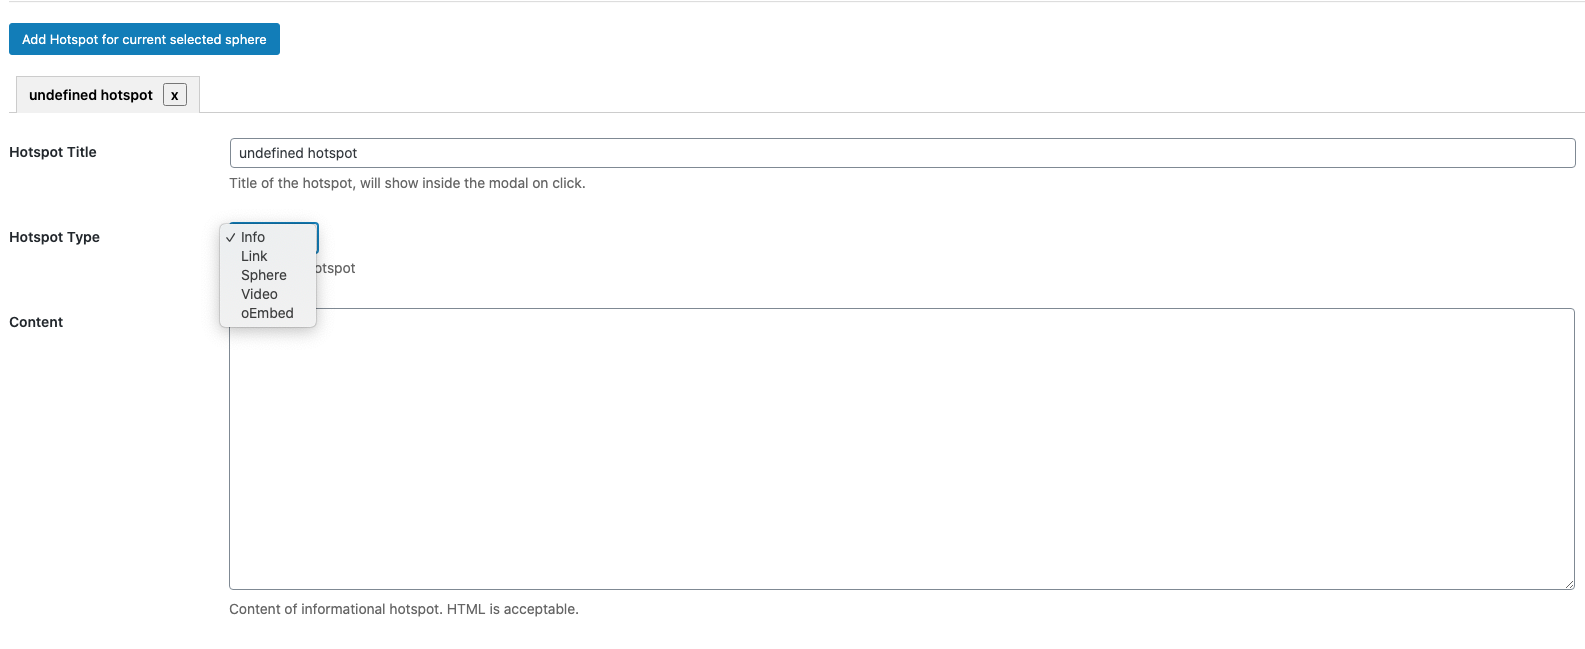 Add Hotspot for current selected sphere
undefined hotspot x
Hotspot Title
undefined hotspot
Title of the hotspot, will show inside the modal on click.
Hotspot Type
✓ Info
Link
Sphere
Video
oEmbed
Content
Content of informational hotspot. HTML is acceptable.